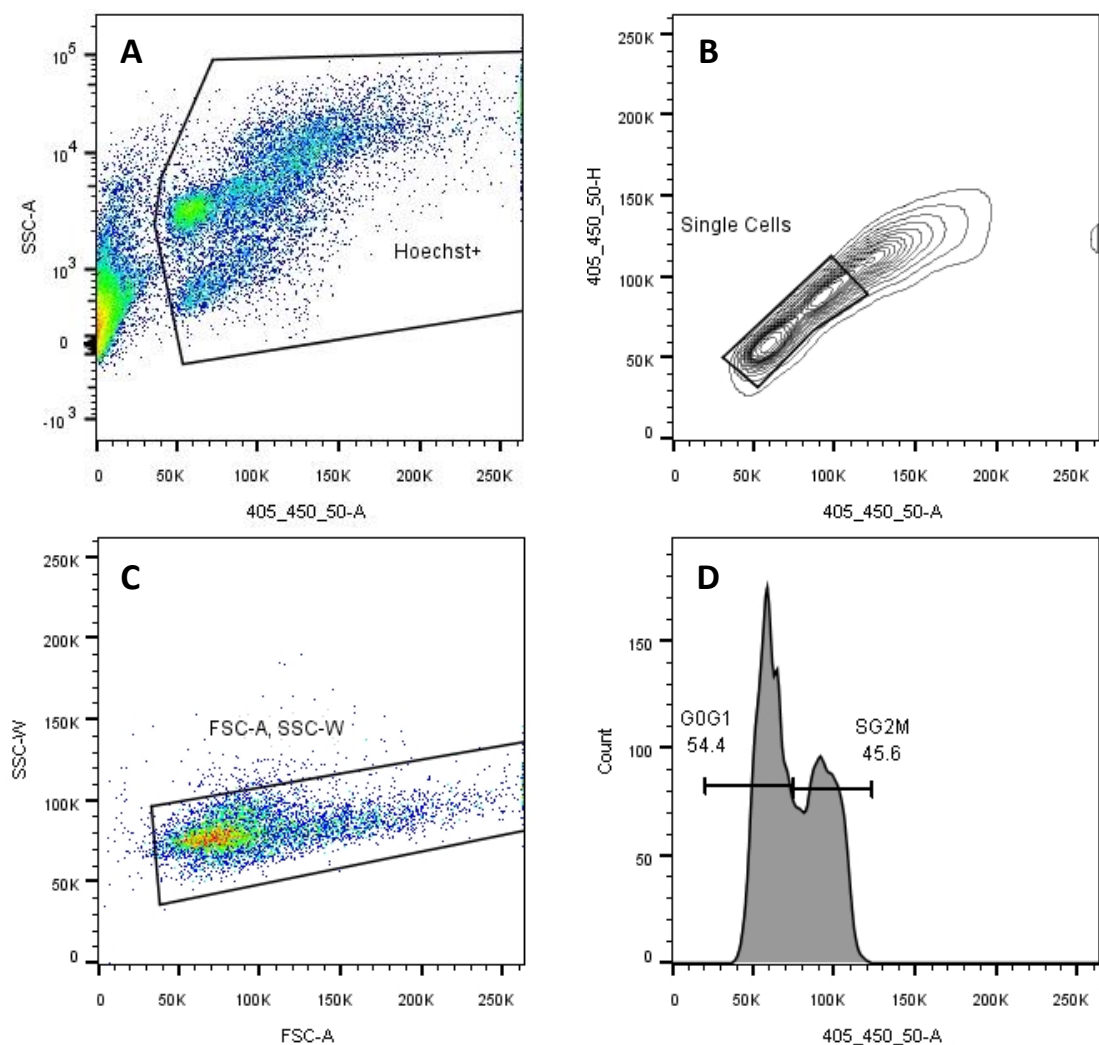 A
10^5
10^4
10^3
0
-10^3
SSC-A
Hoechst+
0 50K 100K 150K 200K 250K
405_450_50-A
B
250K
200K
150K
100K
50K
0
405_450_50-H
Single Cells
0 50K 100K 150K 200K 250K
405_450_50-A
C
250K
200K
150K
100K
50K
0
SSC-W
FSC-A, SSC-W
0 50K 100K 150K 200K 250K
FSC-A
D
150
100
50
0
Count
G0G1
54.4
SG2M
45.6
0 50K 100K 150K 200K 250K
405_450_50-A